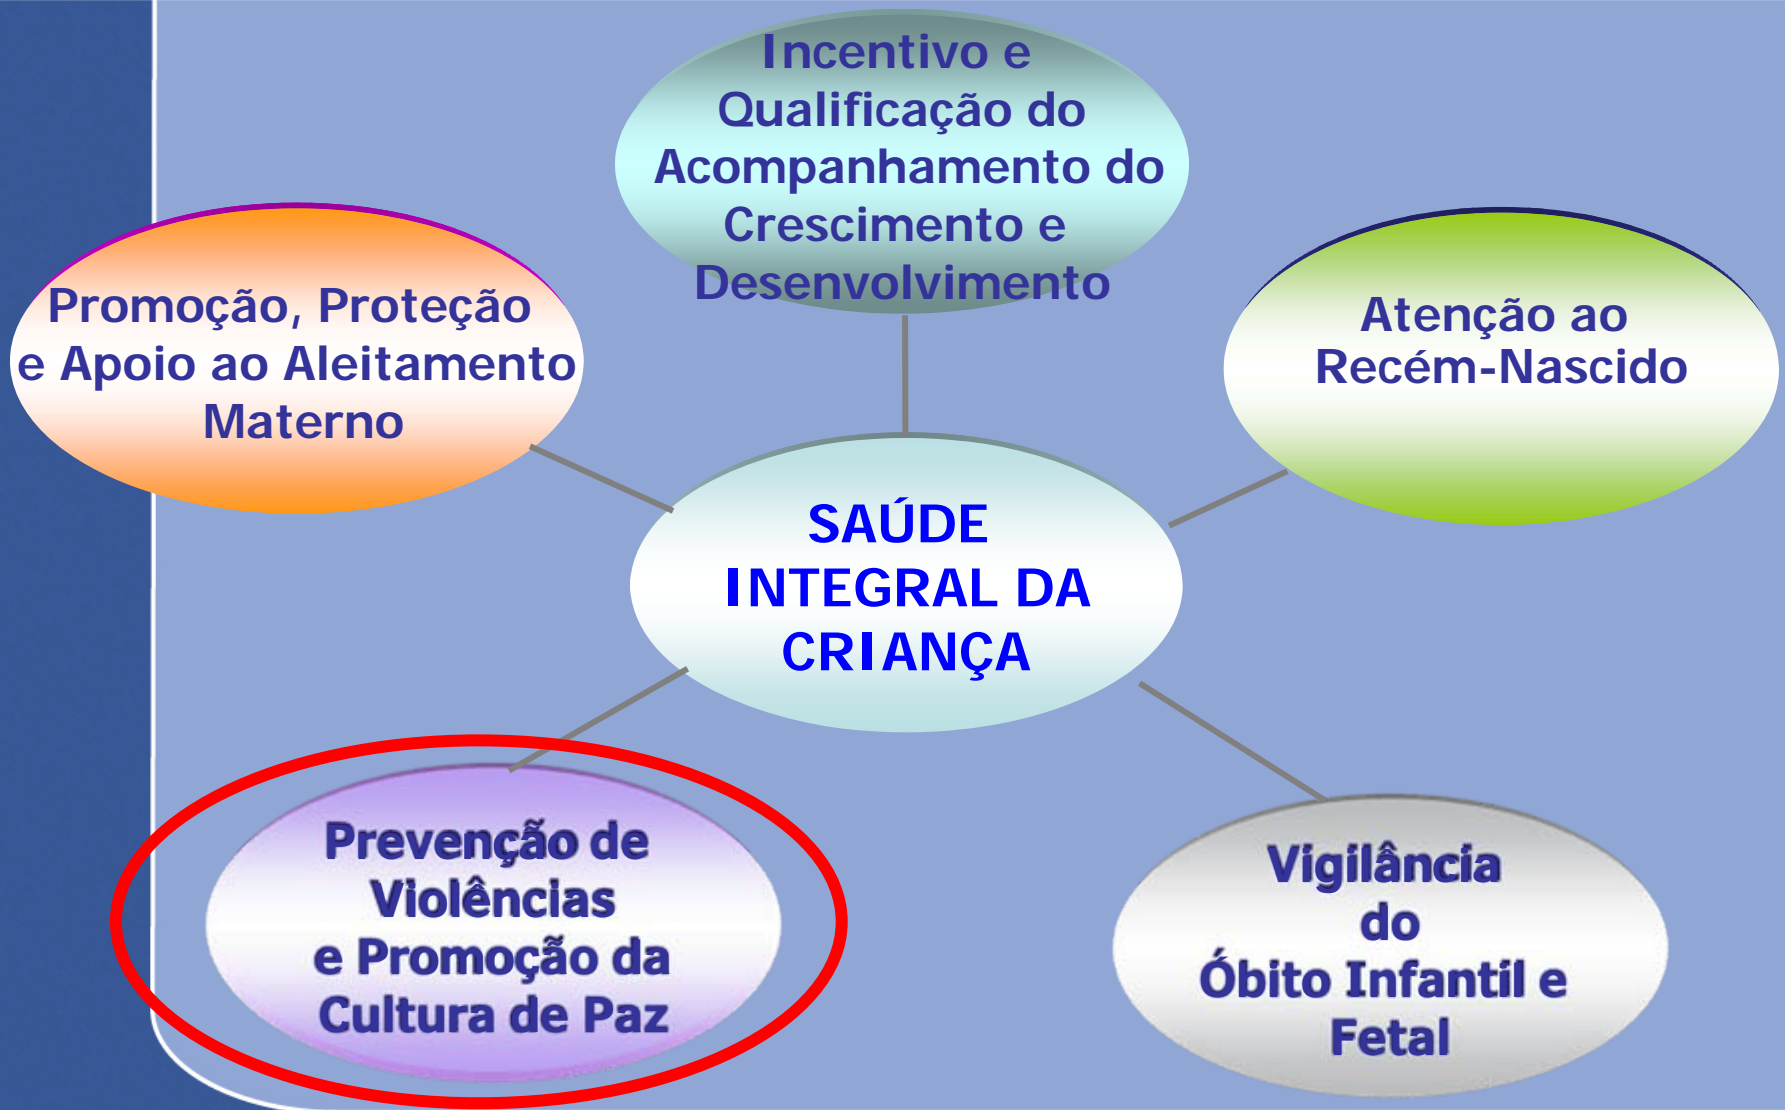 Incentivo e
Qualificação do
Acompanhamento do
Crescimento e
Desenvolvimento
Promoção, Proteção
e Apoio ao Aleitamento
Materno
Atenção ao
Recém-Nascido
SAÚDE
INTEGRAL DA
CRIANÇA
Prevenção de
Violências
e Promoção da
Cultura de Paz
Vigilância
do
Óbito Infantil e
Fetal